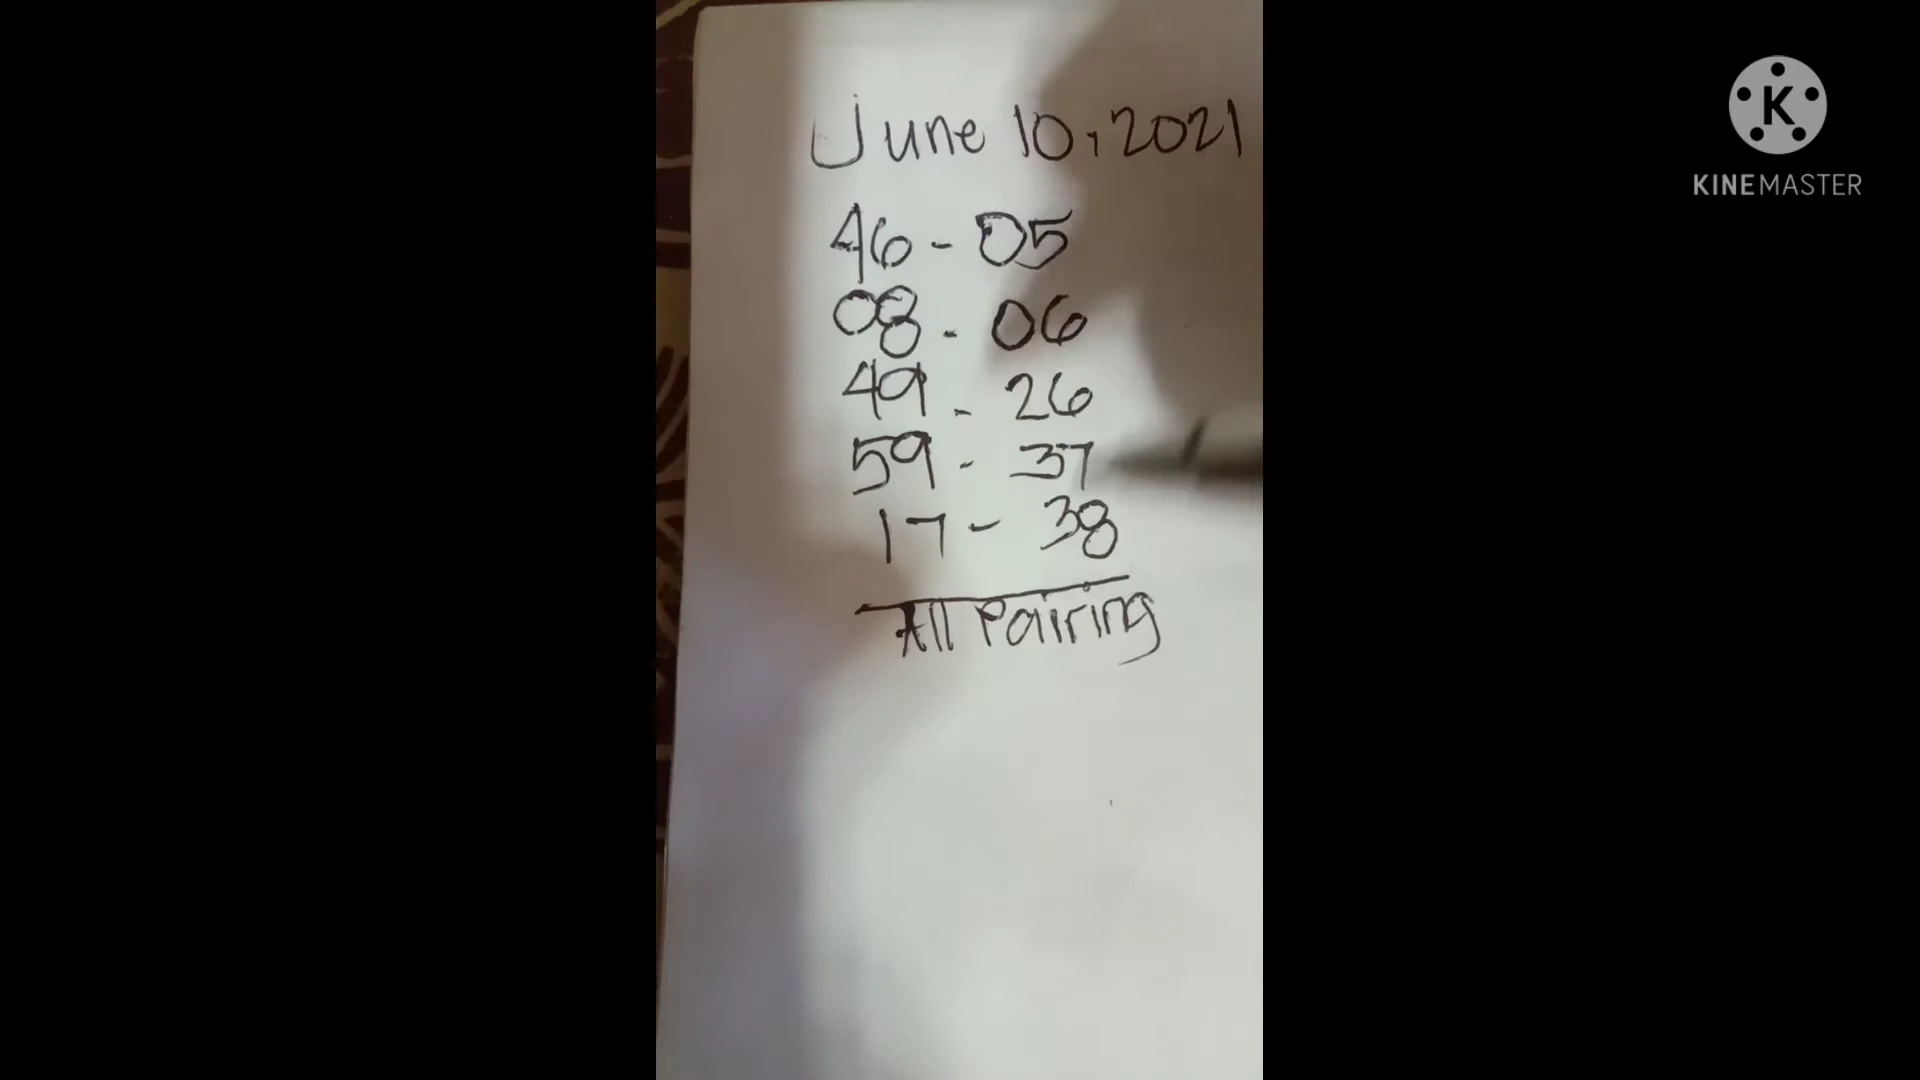 June 10, 2021
46 - 05
08 - 06
49 - 26
59 - 37
17 - 38
All Pairing
K
KINEMASTER